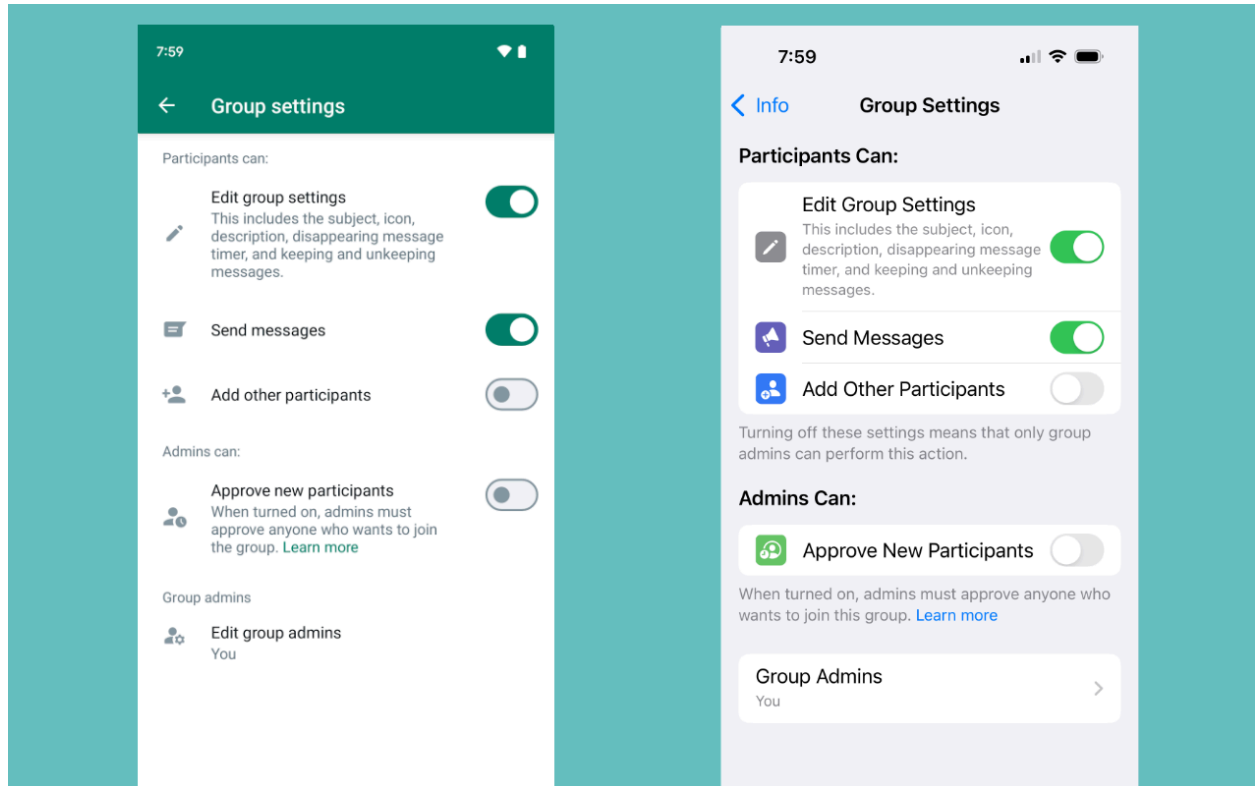 7:59
Group settings
Participants can:
Edit group settings
This includes the subject, icon,
description, disappearing message
timer, and keeping and unkeeping
messages.
Send messages
Add other participants
Admins can:
Approve new participants
When turned on, admins must
approve anyone who wants to join
the group. Learn more
Group admins
Edit group admins
You
7:59
Info
Group Settings
Participants Can:
Edit Group Settings
This includes the subject, icon,
description, disappearing message
timer, and keeping and unkeeping
messages.
Send Messages
Add Other Participants
Turning off these settings means that only group
admins can perform this action.
Admins Can:
Approve New Participants
When turned on, admins must approve anyone who
wants to join this group. Learn more
Group Admins
You